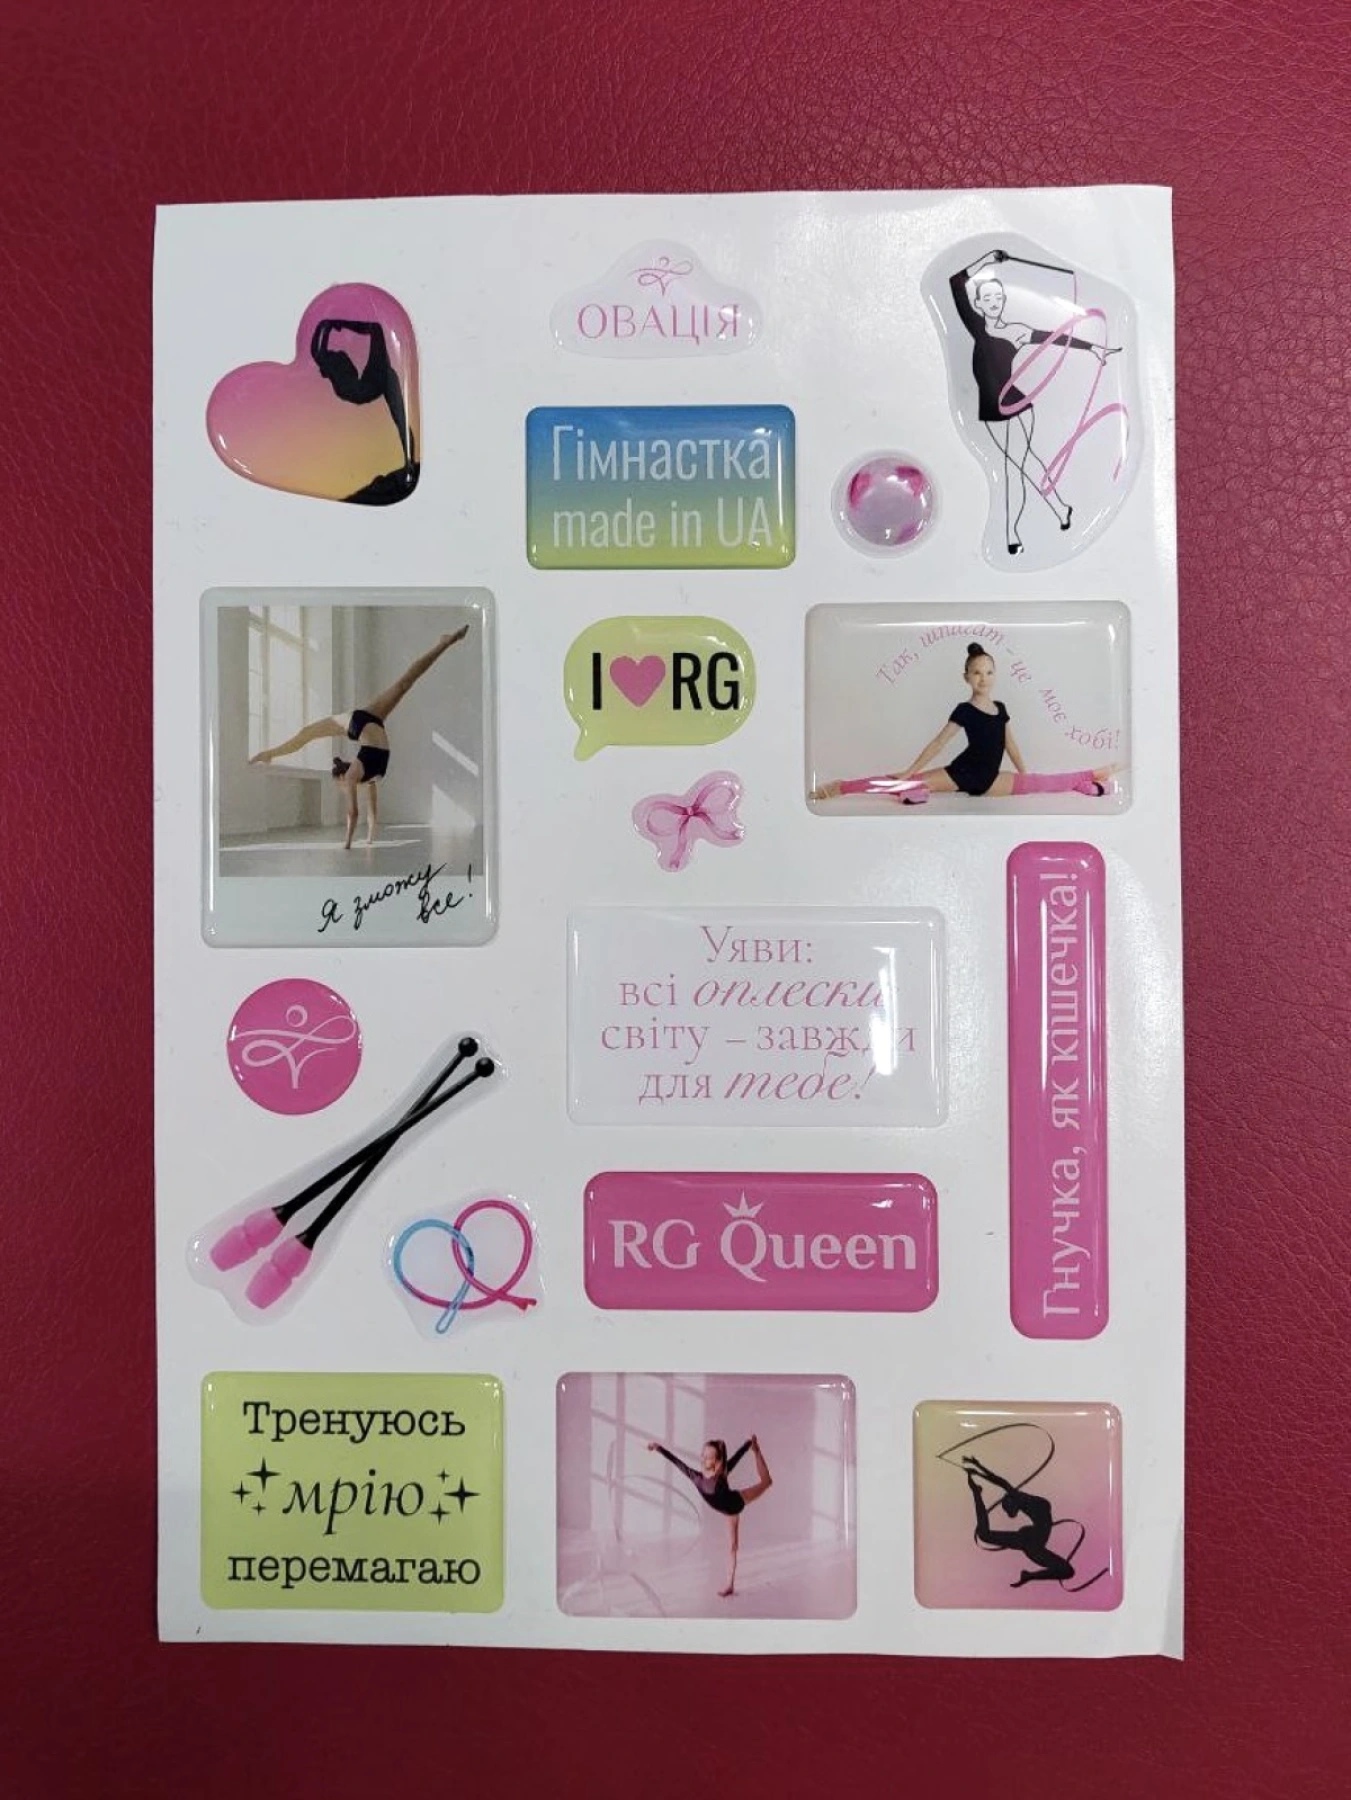 ОВАЦІЯ
Гімнастка
made in UA
I RG
Так, шпагат - це моє хобі!
Я зможу
все!
Уяви:
всі оплески
світу – завжди
для тебе!
Гнучка, як кішечка!
RG Queen
Тренуюсь
мрію
перемагаю